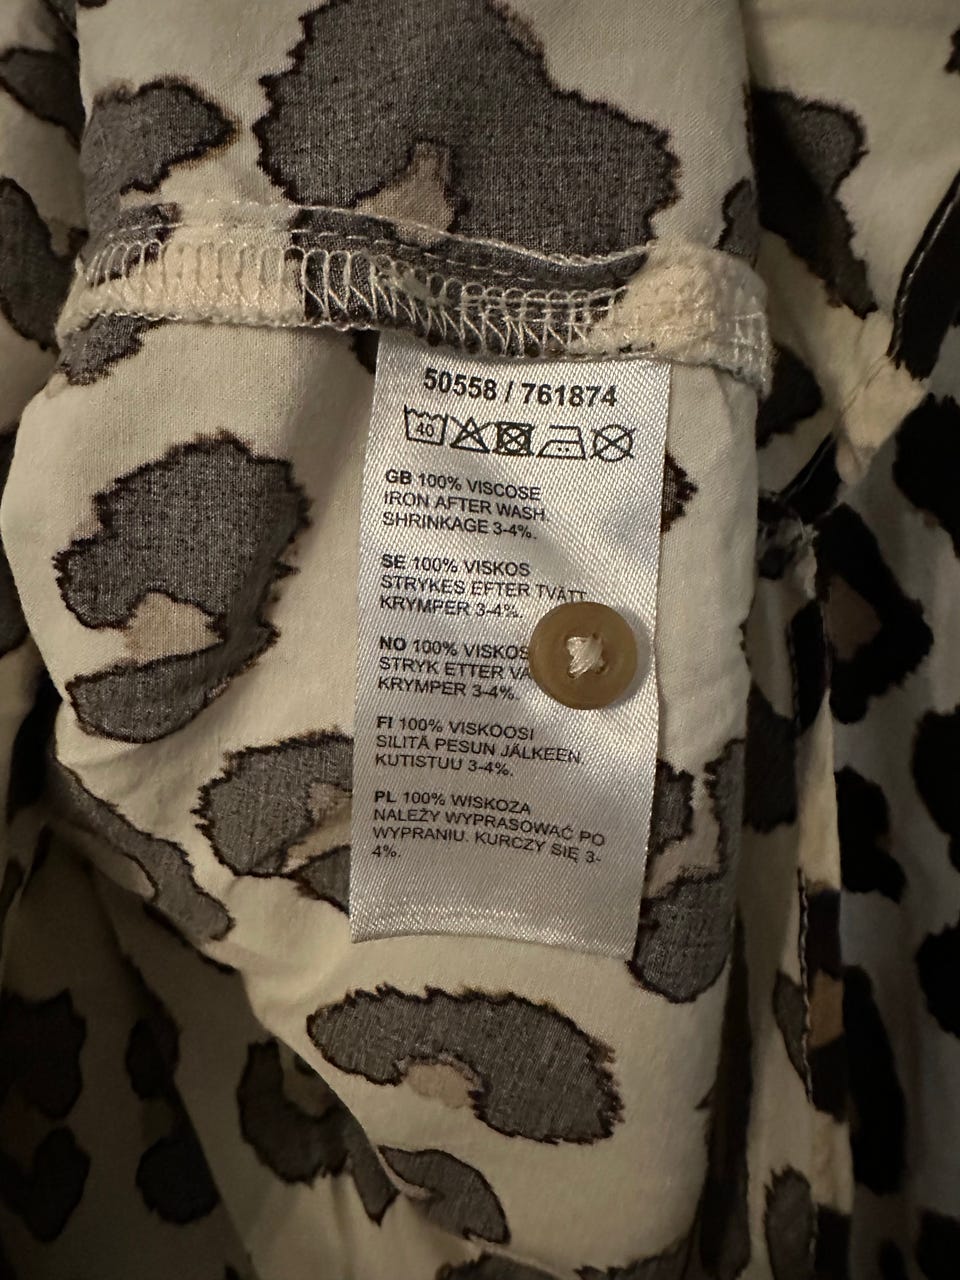 50558 / 761874
40
GB 100% VISCOSE
IRON AFTER WASH.
SHRINKAGE 3-4%.
SE 100% VISKOS
STRYKES EFTER TVÄTT
KRYMPER 3-4%.
NO 100% VISKOS
STRYK ETTER
KRYMPER 3-4%.
FI 100% VISKOOSI
SILITÄ PESUN JÄLKEEN.
KUTISTUU 3-4%.
PL 100% WISKOZA
NALEŻY WYPRASOWAĆ PO
WYPRANIU. KURCZY SIĘ 3-
4%.